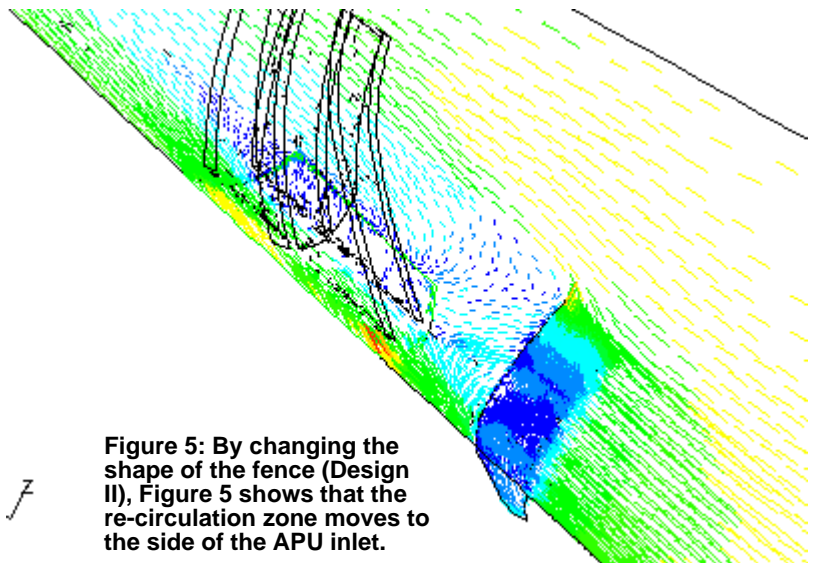 Figure 5: By changing the
shape of the fence (Design
II), Figure 5 shows that the
re-circulation zone moves to
the side of the APU inlet.
z